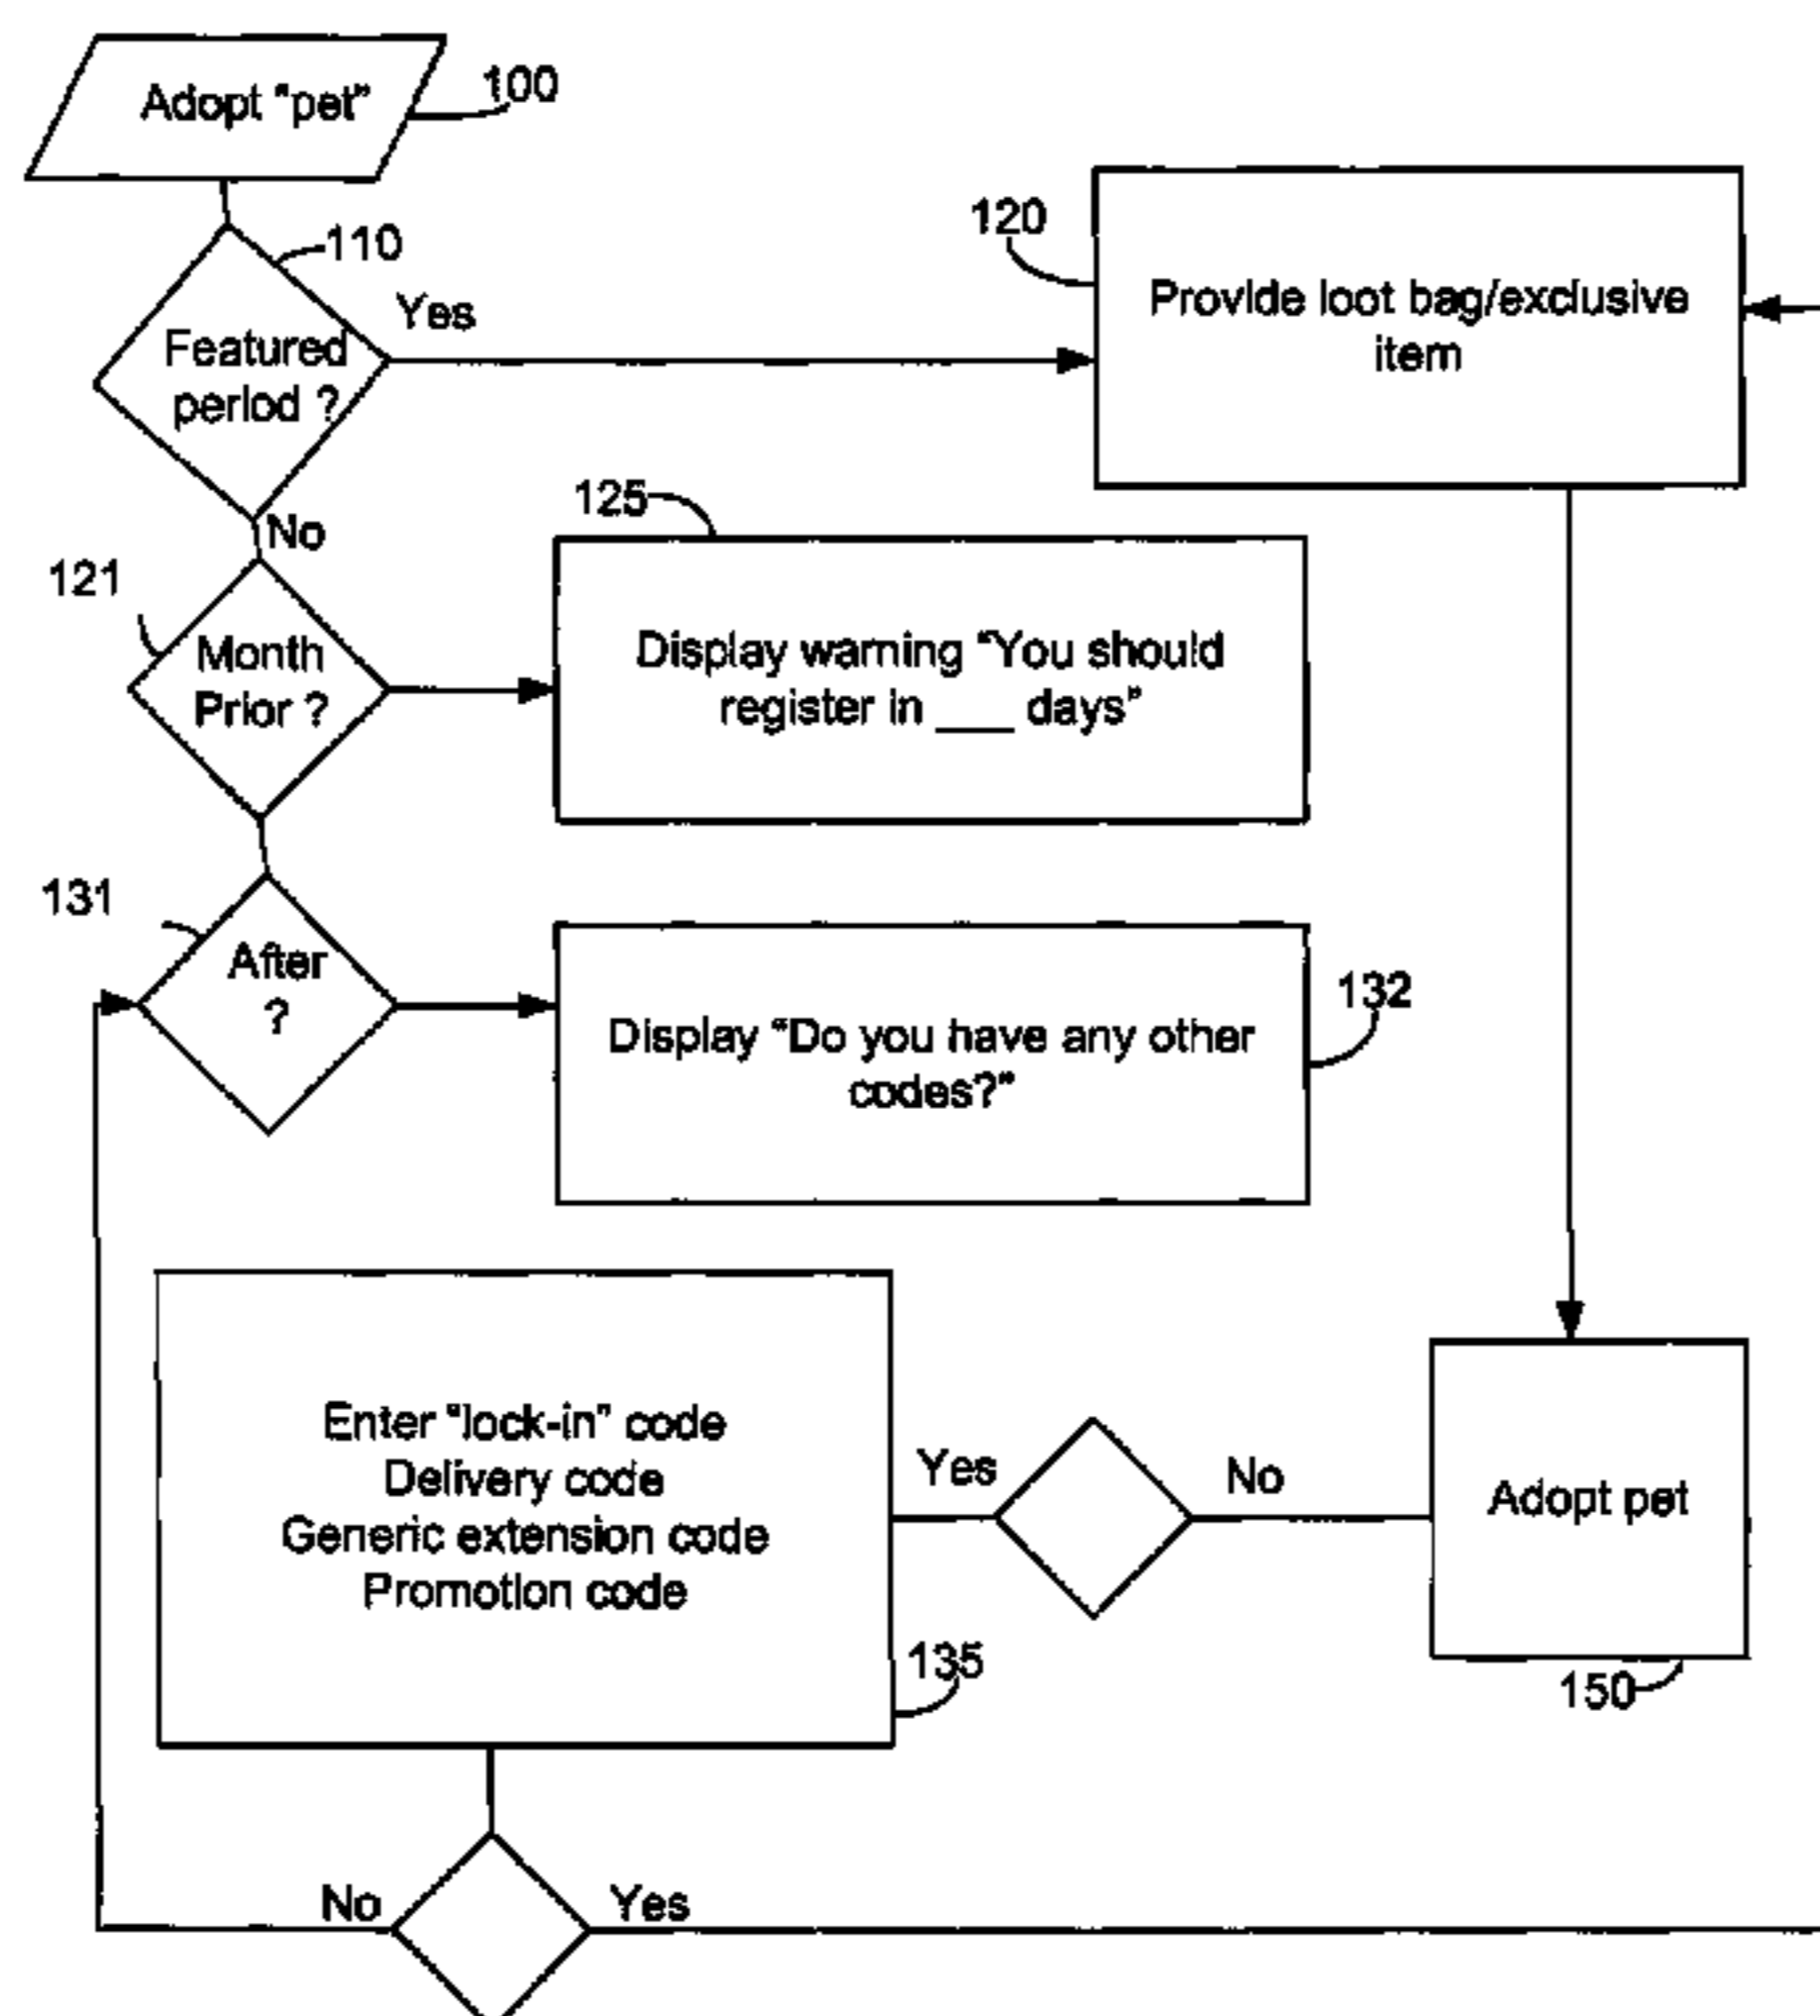 Adopt "pet"
100
110
Featured
period ?
Yes
120
Provide loot bag/exclusive
item
No
125
121
Month
Prior ?
Display warning "You should
register in ___ days"
131
After
?
Display "Do you have any other
codes?"
132
Enter "lock-in" code
Delivery code
Generic extension code
Promotion code
135
Yes
No
Adopt pet
150
No
Yes